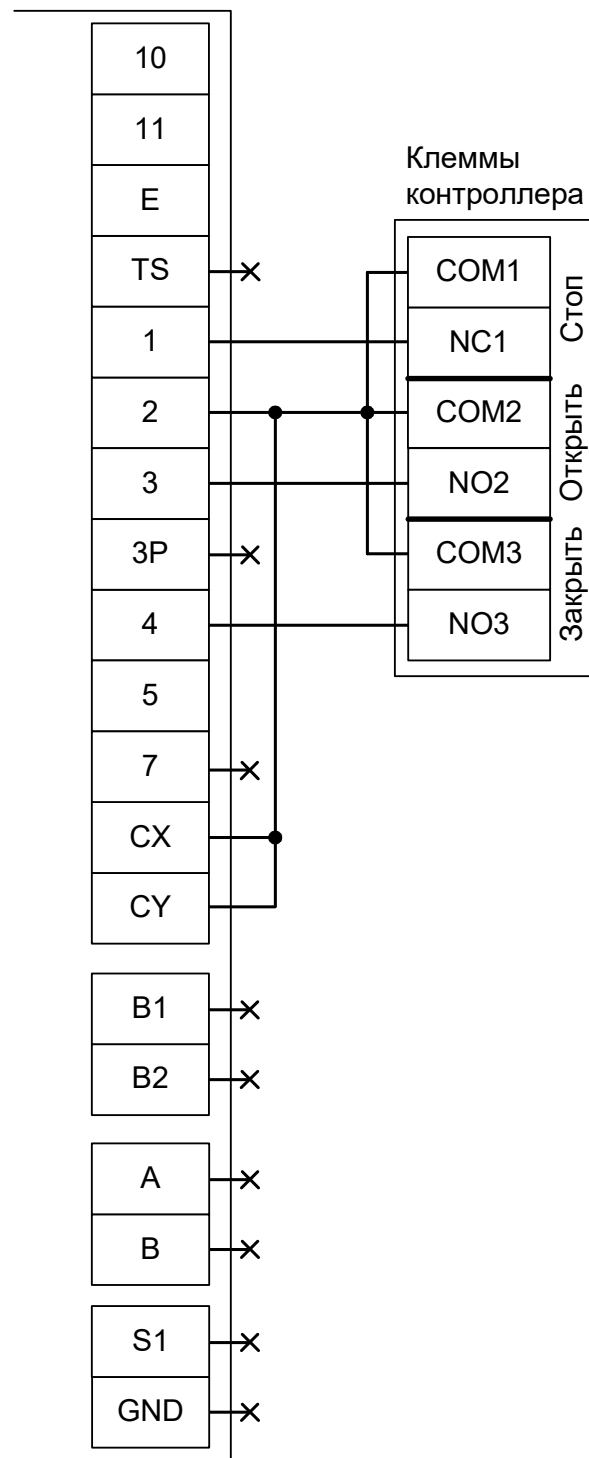 10
11
E
TS
1
2
3
3P
4
5
7
CX
CY
B1
B2
A
B
S1
GND
Клеммы
контроллера
COM1
NC1
COM2
NO2
COM3
NO3
Стоп
Открыть
Закрыть